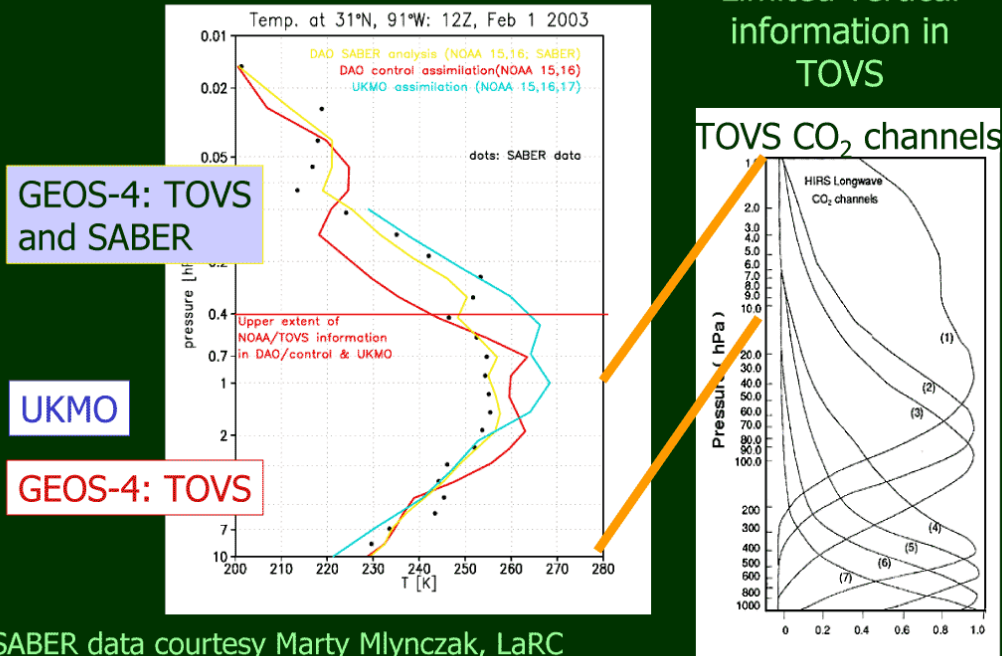 Limited vertical
information in
TOVS
Temp. at 31°N, 91°W: 12Z, Feb 1 2003
DAO SABER analysis (NOAA 15,16; SABER)
DAO control assimilation(NOAA 15,16)
UKMO assimilation (NOAA 15,16,17)
dots: SABER data
0.01
0.02
0.05
0.2
0.4
0.7
1
2
7
10
pressure [h
Upper extent of
NOAA/TOVS information
in DAO/control & UKMO
200 210 220 230 240 250 260 270 280
T [K]
GEOS-4: TOVS
and SABER
UKMO
GEOS-4: TOVS
TOVS CO₂ channels
HIRS Longwave
CO₂ channels
2.0
3.0
4.0
5.0
6.0
7.0
8.0
9.0
10.0
20.0
30.0
40.0
50.0
60.0
70.0
80.0
90.0
100.0
200
300
400
500
600
800
1000
Pressure (hPa)
(1)
(2)
(3)
(4)
(5)
(6)
(7)
0 0.2 0.4 0.6 0.8 1.0
SABER data courtesy Marty Mlynczak, LaRC